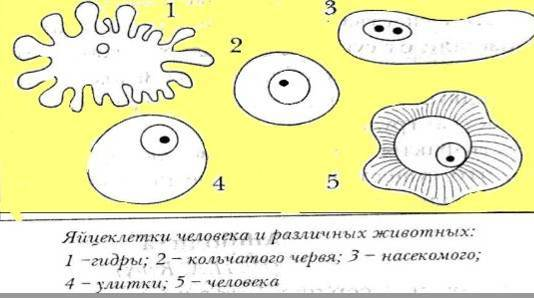 1
3
2
4
5
Яйцеклетки человека и различных животных:
1 –гидры; 2 – кольчатого червя; 3 – насекомого;
4 – улитки; 5 – человека